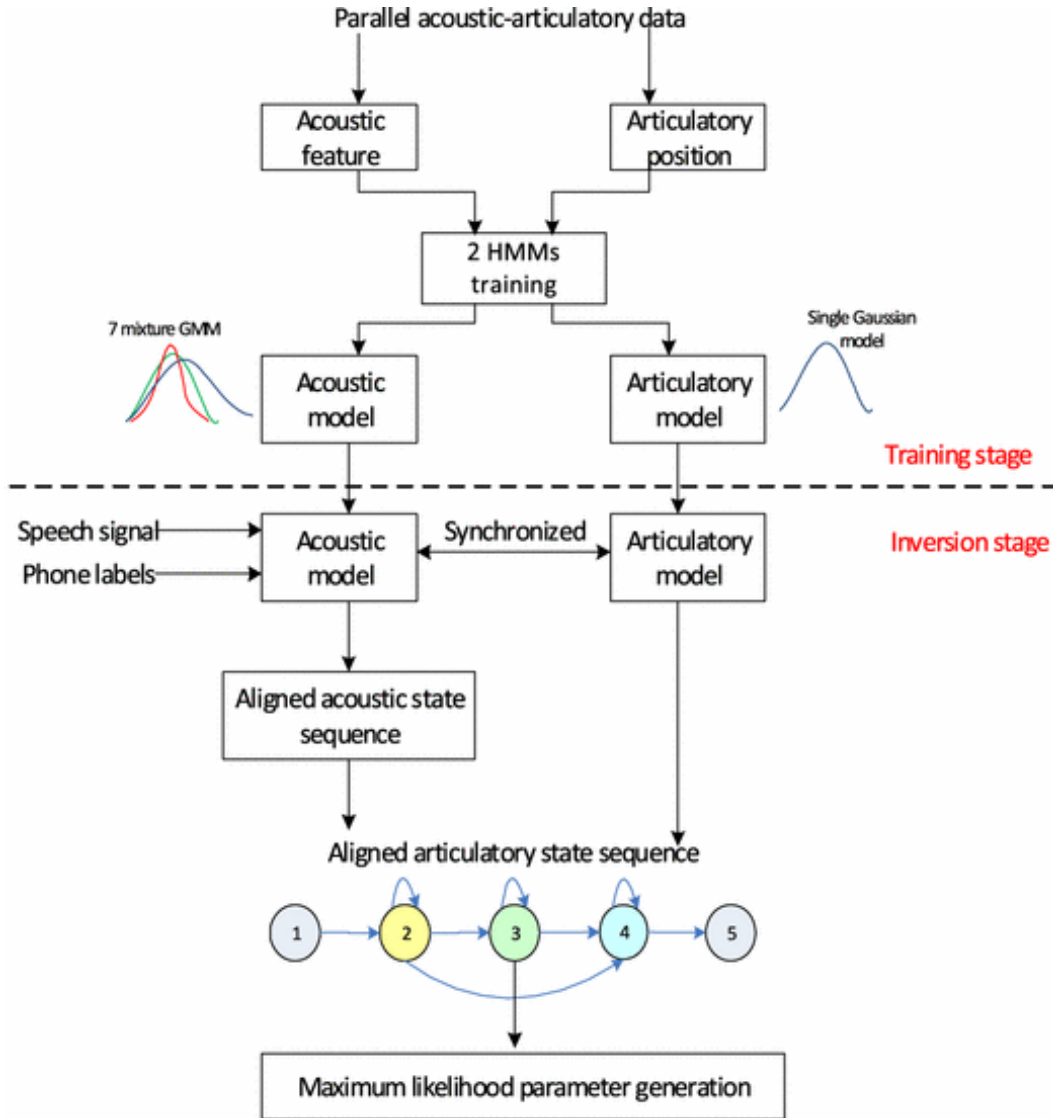 Parallel acoustic-articulatory data
Acoustic
feature
Articulatory
position
2 HMMs
training
7 mixture GMM
Single Gaussian
model
Acoustic
model
Articulatory
model
Training stage
Speech signal
Phone labels
Acoustic
model
Synchronized
Articulatory
model
Inversion stage
Aligned acoustic state
sequence
Aligned articulatory state sequence
1
2
3
4
5
Maximum likelihood parameter generation